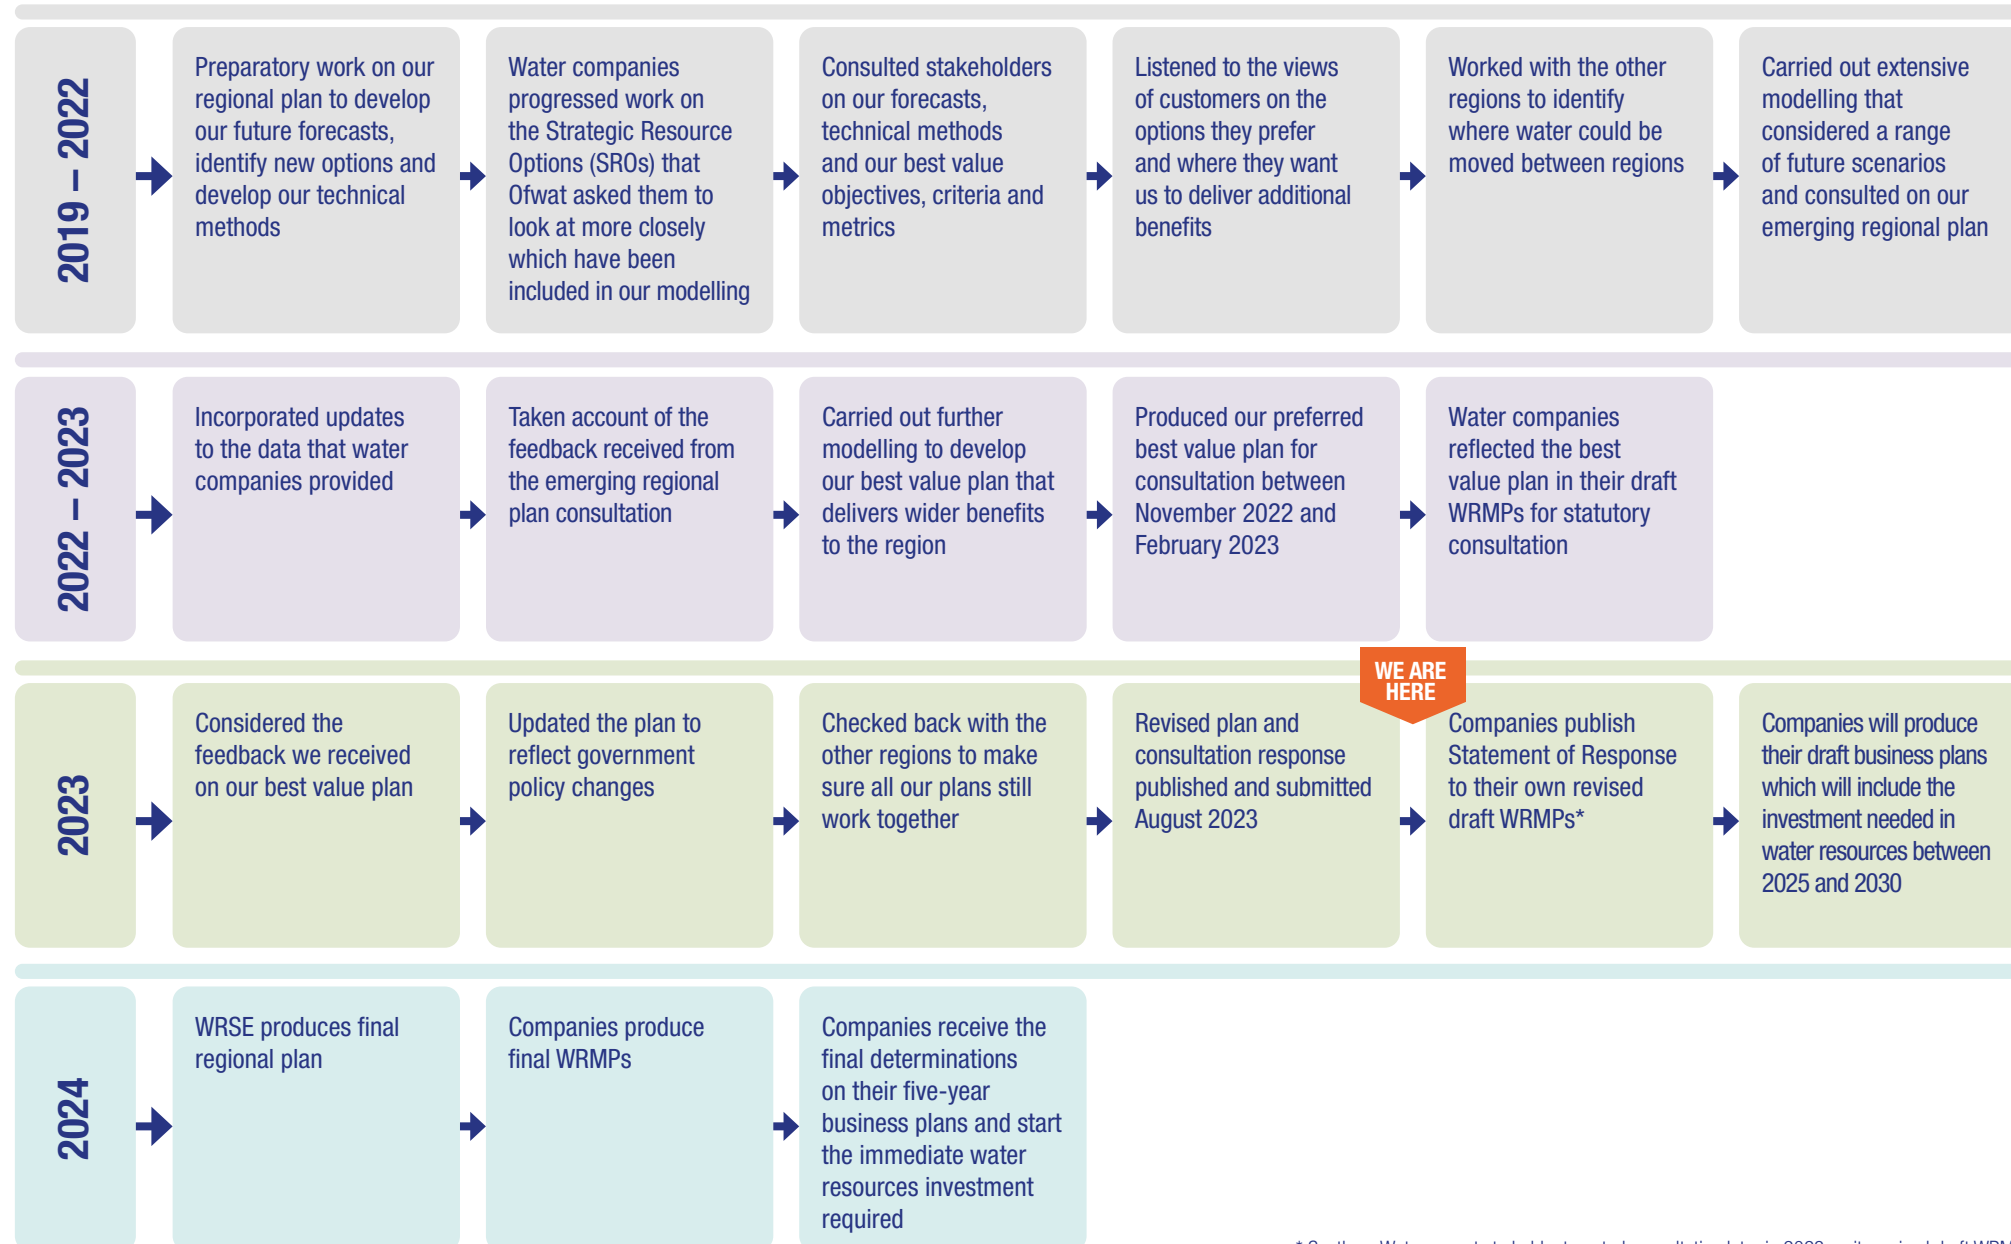 2019 – 2022
Preparatory work on our
regional plan to develop
our future forecasts,
identify new options and
develop our technical
methods
Water companies
progressed work on
the Strategic Resource
Options (SROs) that
Ofwat asked them to
look at more closely
which have been
included in our modelling
Consulted stakeholders
on our forecasts,
technical methods
and our best value
objectives, criteria and
metrics
Listened to the views
of customers on the
options they prefer
and where they want
us to deliver additional
benefits
Worked with the other
regions to identify
where water could be
moved between regions
Carried out extensive
modelling that
considered a range
of future scenarios
and consulted on our
emerging regional plan
2022 – 2023
Incorporated updates
to the data that water
companies provided
Taken account of the
feedback received from
the emerging regional
plan consultation
Carried out further
modelling to develop
our best value plan that
delivers wider benefits
to the region
Produced our preferred
best value plan for
consultation between
November 2022 and
February 2023
Water companies
reflected the best
value plan in their draft
WRMPs for statutory
consultation
WE ARE
HERE
2023
Considered the
feedback we received
on our best value plan
Updated the plan to
reflect government
policy changes
Checked back with the
other regions to make
sure all our plans still
work together
Revised plan and
consultation response
published and submitted
August 2023
Companies publish
Statement of Response
to their own revised
draft WRMPs*
Companies will produce
their draft business plans
which will include the
investment needed in
water resources between
2025 and 2030
2024
WRSE produces final
regional plan
Companies produce
final WRMPs
Companies receive the
final determinations
on their five-year
business plans and start
the immediate water
resources investment
required